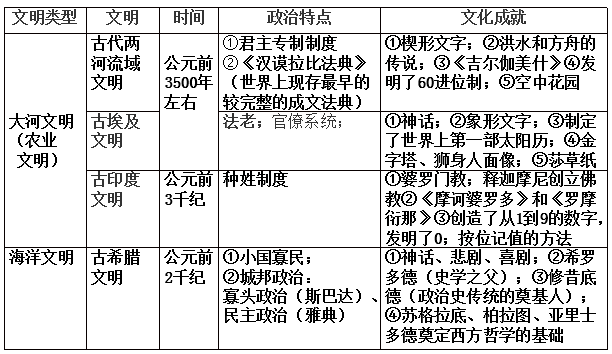 文明类型 文明 时间 政治特点 文化成就
大河文明
（农业
文明）
古代两
河流域
文明
公元前
3500年
左右
①君主专制制度
②《汉谟拉比法典》
（世界上现存最早的
较完整的成文法典）
①楔形文字；②洪水和方舟的
传说；③《吉尔伽美什》④发
明了60进位制；⑤空中花园
古埃及
文明
法老；官僚系统；
①神话；②象形文字；③制定
了世界上第一部太阳历；④金
字塔、狮身人面像；⑤莎草纸
古印度
文明
公元前
3千纪
种姓制度
①婆罗门教；释迦摩尼创立佛
教②《摩诃婆罗多》和《罗摩
衍那》③创造了从1到9的数字，
发明了0；按位记值的方法
海洋文明
古希腊
文明
公元前
2千纪
①小国寡民；
②城邦政治：
寡头政治（斯巴达）、
民主政治（雅典）
①神话、悲剧、喜剧；②希罗
多德（史学之父）；③修昔底
德（政治史传统的奠基人）；
④苏格拉底、柏拉图、亚里士
多德奠定西方哲学的基础